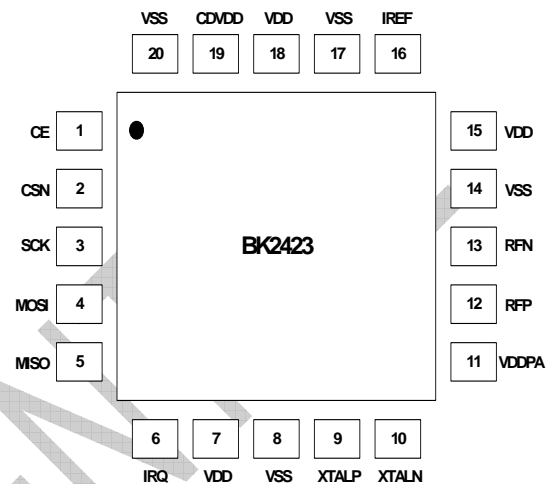 VSS CDVDD VDD VSS IREF
20 19 18 17 16
CE 1 15 VDD
CSN 2 14 VSS
SCK 3 BK2423 13 RFN
MOSI 4 12 RFP
MISO 5 11 VDDPA
6 7 8 9 10
IRQ VDD VSS XTALP XTALN